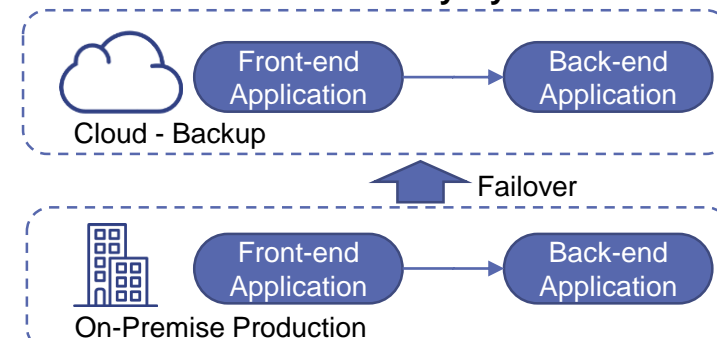 Front-end
Application
Back-end
Application
Cloud - Backup
Failover
Front-end
Application
Back-end
Application
On-Premise Production